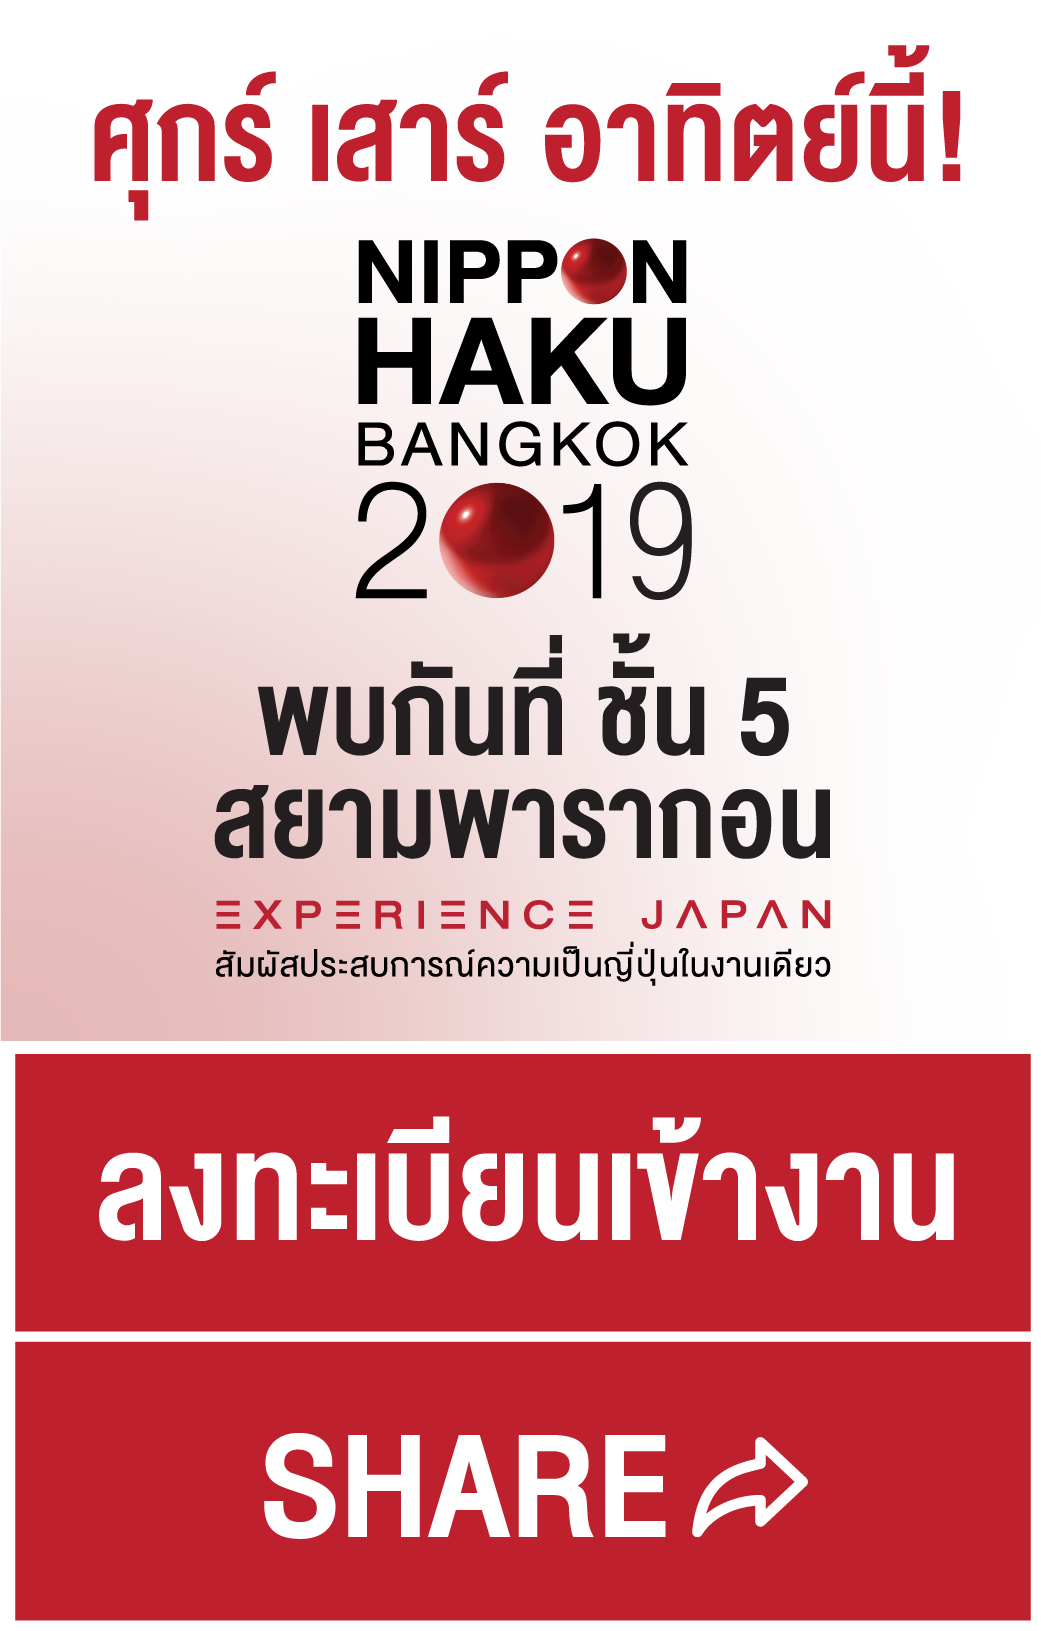 ศุกร์ เสาร์ อาทิตย์นี้!
NIPPON
HAKU
BANGKOK
2019
พบกันที่ ชั้น 5
สยามพารากอน
EXPERIENCE JAPAN
สัมผัสประสบการณ์ความเป็นญี่ปุ่นในงานเดียว
ลงทะเบียนเข้างาน
SHARE